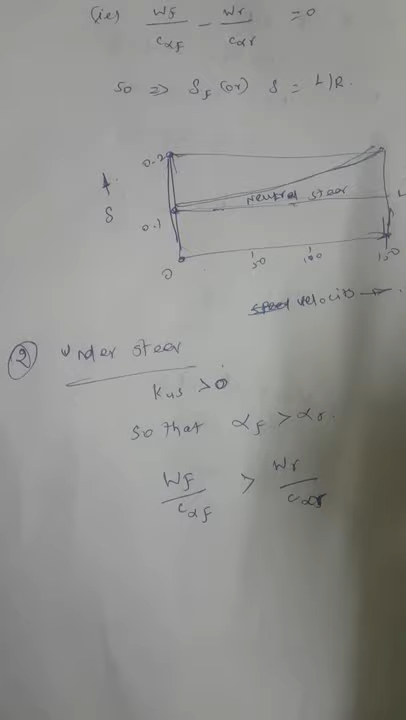 (ie) Wf/Cαf - Wr/Cαr = 0
so ⇒ δf (or) δ = L/R.
0.2
δ
neutral steer
L
0.1
0
50
100
150
velocity →
② under steer
Kus > 0
so that αf > αr.
Wf/Cαf > Wr/Cαr